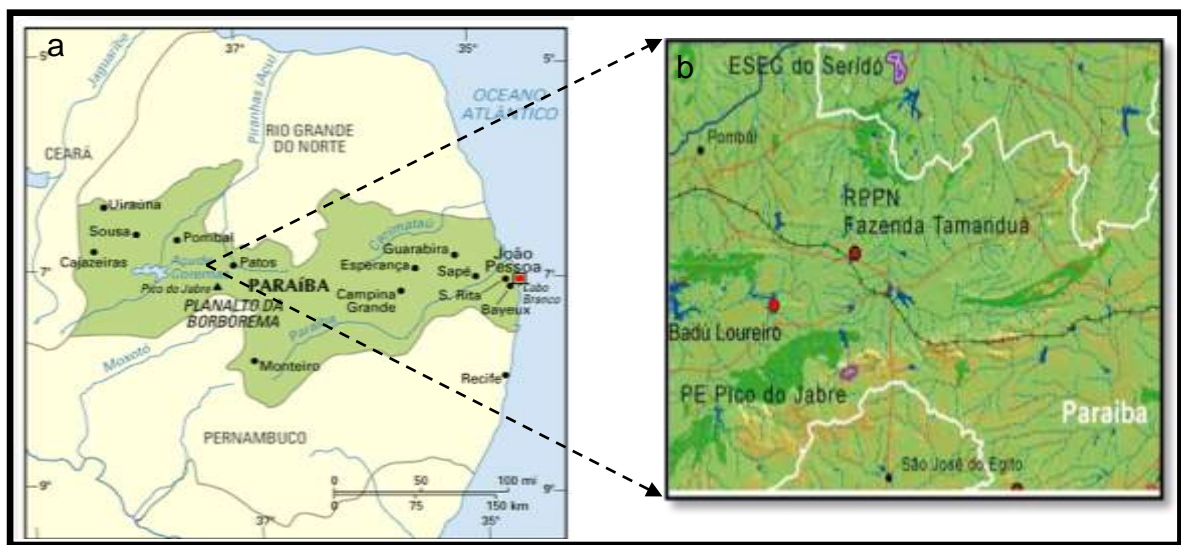 a
37°
35°
5°
5°
Jaguaribe
Piranhas (Açu)
OCEANO
ATLÂNTICO
RIO GRANDE
DO NORTE
CEARÁ
Uiraúna
Sousa
Pombal
Cajazeiras
Patos
Guarabira
Esperança
João
Pessoa
Sapé
7°
7°
Pico do Jabre
PARAÍBA
Campina
Grande
S. Rita
Cabo
Branco
Bayeux
PLANALTO DA
BORBOREMA
Paraíba
Moxotó
Monteiro
Recife
PERNAMBUCO
0
50
100 mi
0
75
150 km
9°
9°
37°
35°
b
ESEC do Seridó
Pombal
RPPN
Fazenda Tamanduá
Badú Loureiro
PE Pico do Jabre
Paraiba
São José do Egito